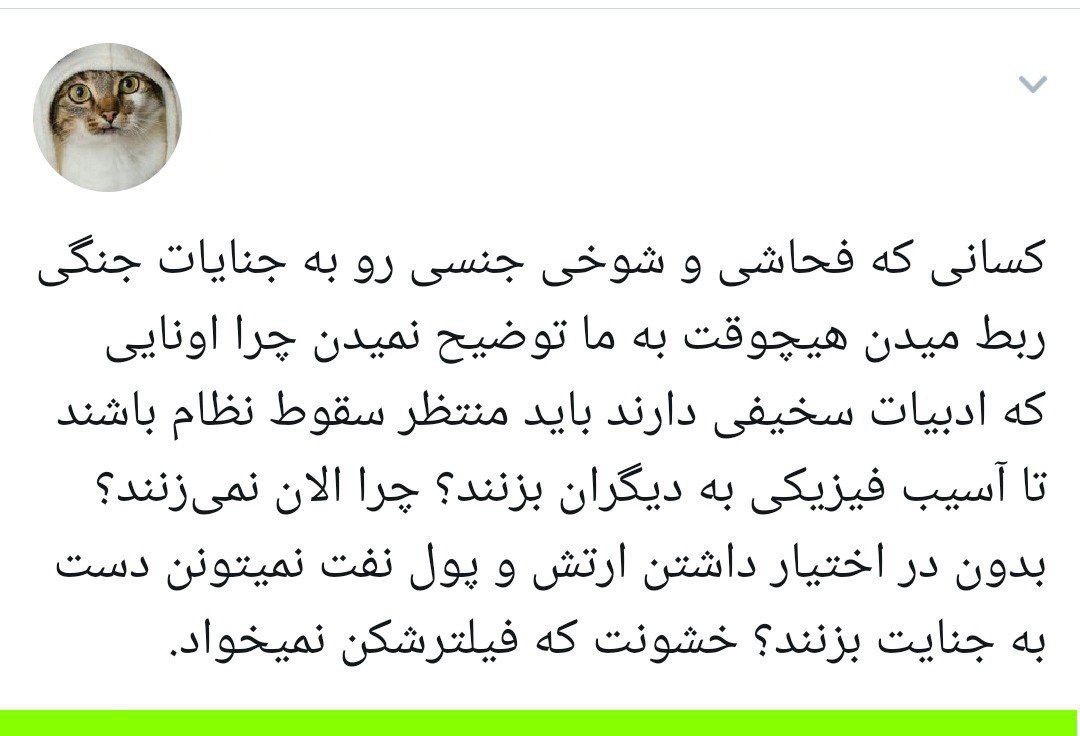 کسانی که فحاشی و شوخی جنسی رو به جنایات جنگی
ربط میدن هیچوقت به ما توضیح نمیدن چرا اونایی
که ادبیات سخیفی دارند باید منتظر سقوط نظام باشند
تا آسیب فیزیکی به دیگران بزنند؟ چرا الان نمی‌زنند؟
بدون در اختیار داشتن ارتش و پول نفت نمیتونن دست
به جنایت بزنند؟ خشونت که فیلترشکن نمیخواد.